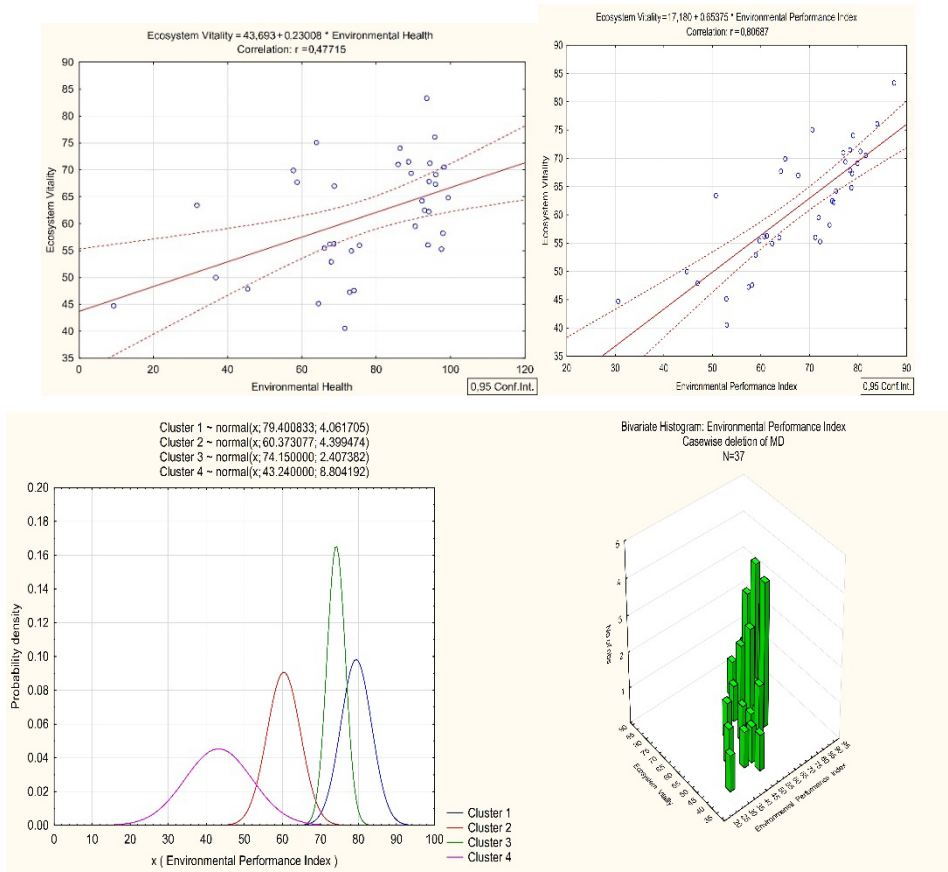 Ecosystem Vitality = 43,693+0.23008 * Environmental Health
Correlation: r=0,47715
90
85
80
75
70
65
60
55
50
45
40
35
Ecosystem Vitality
0 20 40 60 80 100 120
Environmental Health
0,95 Conf.Int.
Ecosystem Vitality =17,180+0.65375 * Environmental Performance Index
Correlation: r=0,80687
90
85
80
75
70
65
60
55
50
45
40
35
Ecosystem Vitality
20 30 40 50 60 70 80 90
Environmental Performance Index
0,95 Conf.Int.
Cluster 1 ~ normal(x; 79.400833; 4.061705)
Cluster 2 ~ normal(x; 60.373077; 4.399474)
Cluster 3 ~ normal(x; 74.150000; 2.407382)
Cluster 4 ~ normal(x; 43.240000; 8.804192)
0.20
0.18
0.16
0.14
0.12
0.10
0.08
0.06
0.04
0.02
0.00
Probability density
0 10 20 30 40 50 60 70 80 90 100
x ( Environmental Performance Index )
Cluster 1
Cluster 2
Cluster 3
Cluster 4
Bivariate Histogram: Environmental Performance Index
Casewise deletion of MD
N=37
5
4
3
2
1
No of obs
Ecosystem Vitality
Environmental Performance Index